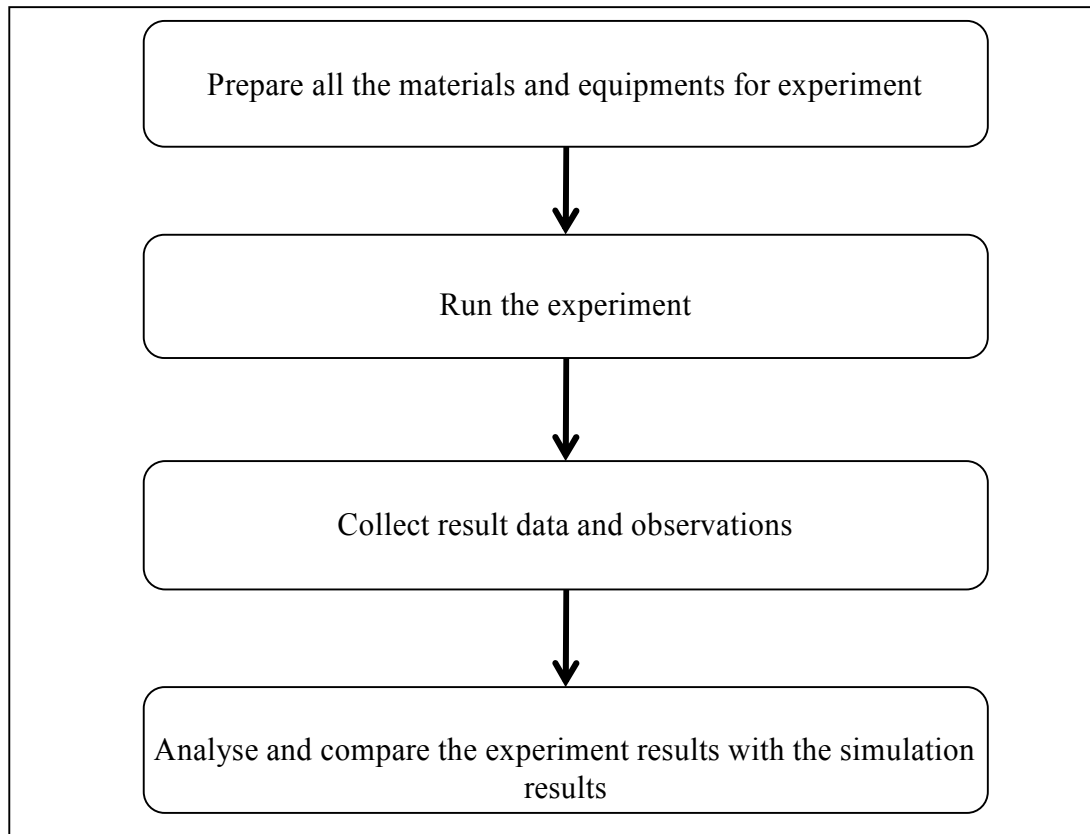 Prepare all the materials and equipments for experiment
Run the experiment
Collect result data and observations
Analyse and compare the experiment results with the simulation
results